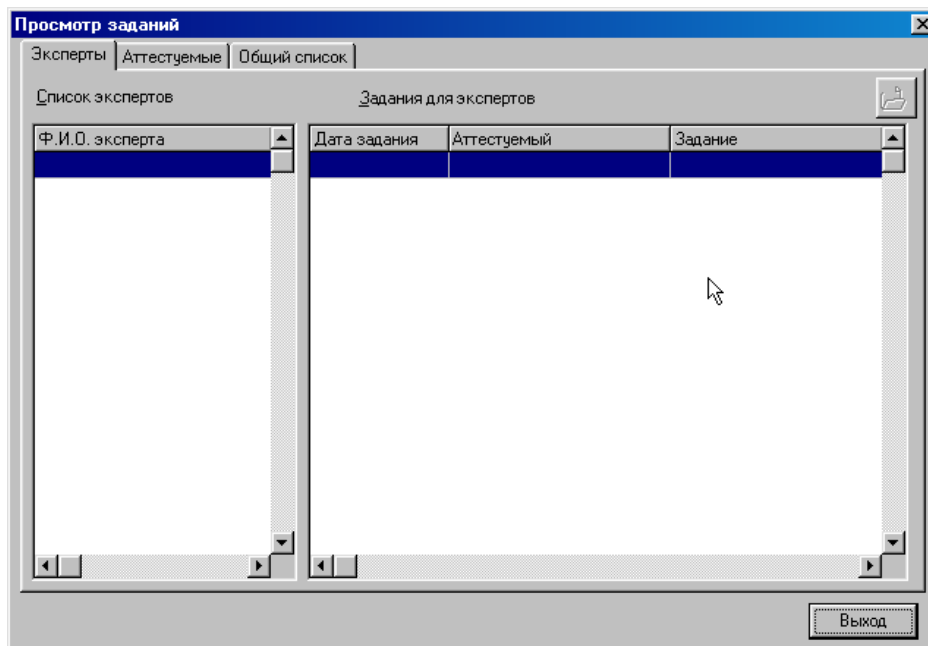 Просмотр заданий
Эксперты Аттестуемые Общий список
Список экспертов Задания для экспертов
Ф.И.О. эксперта Дата задания Аттестуемый Задание
Выход